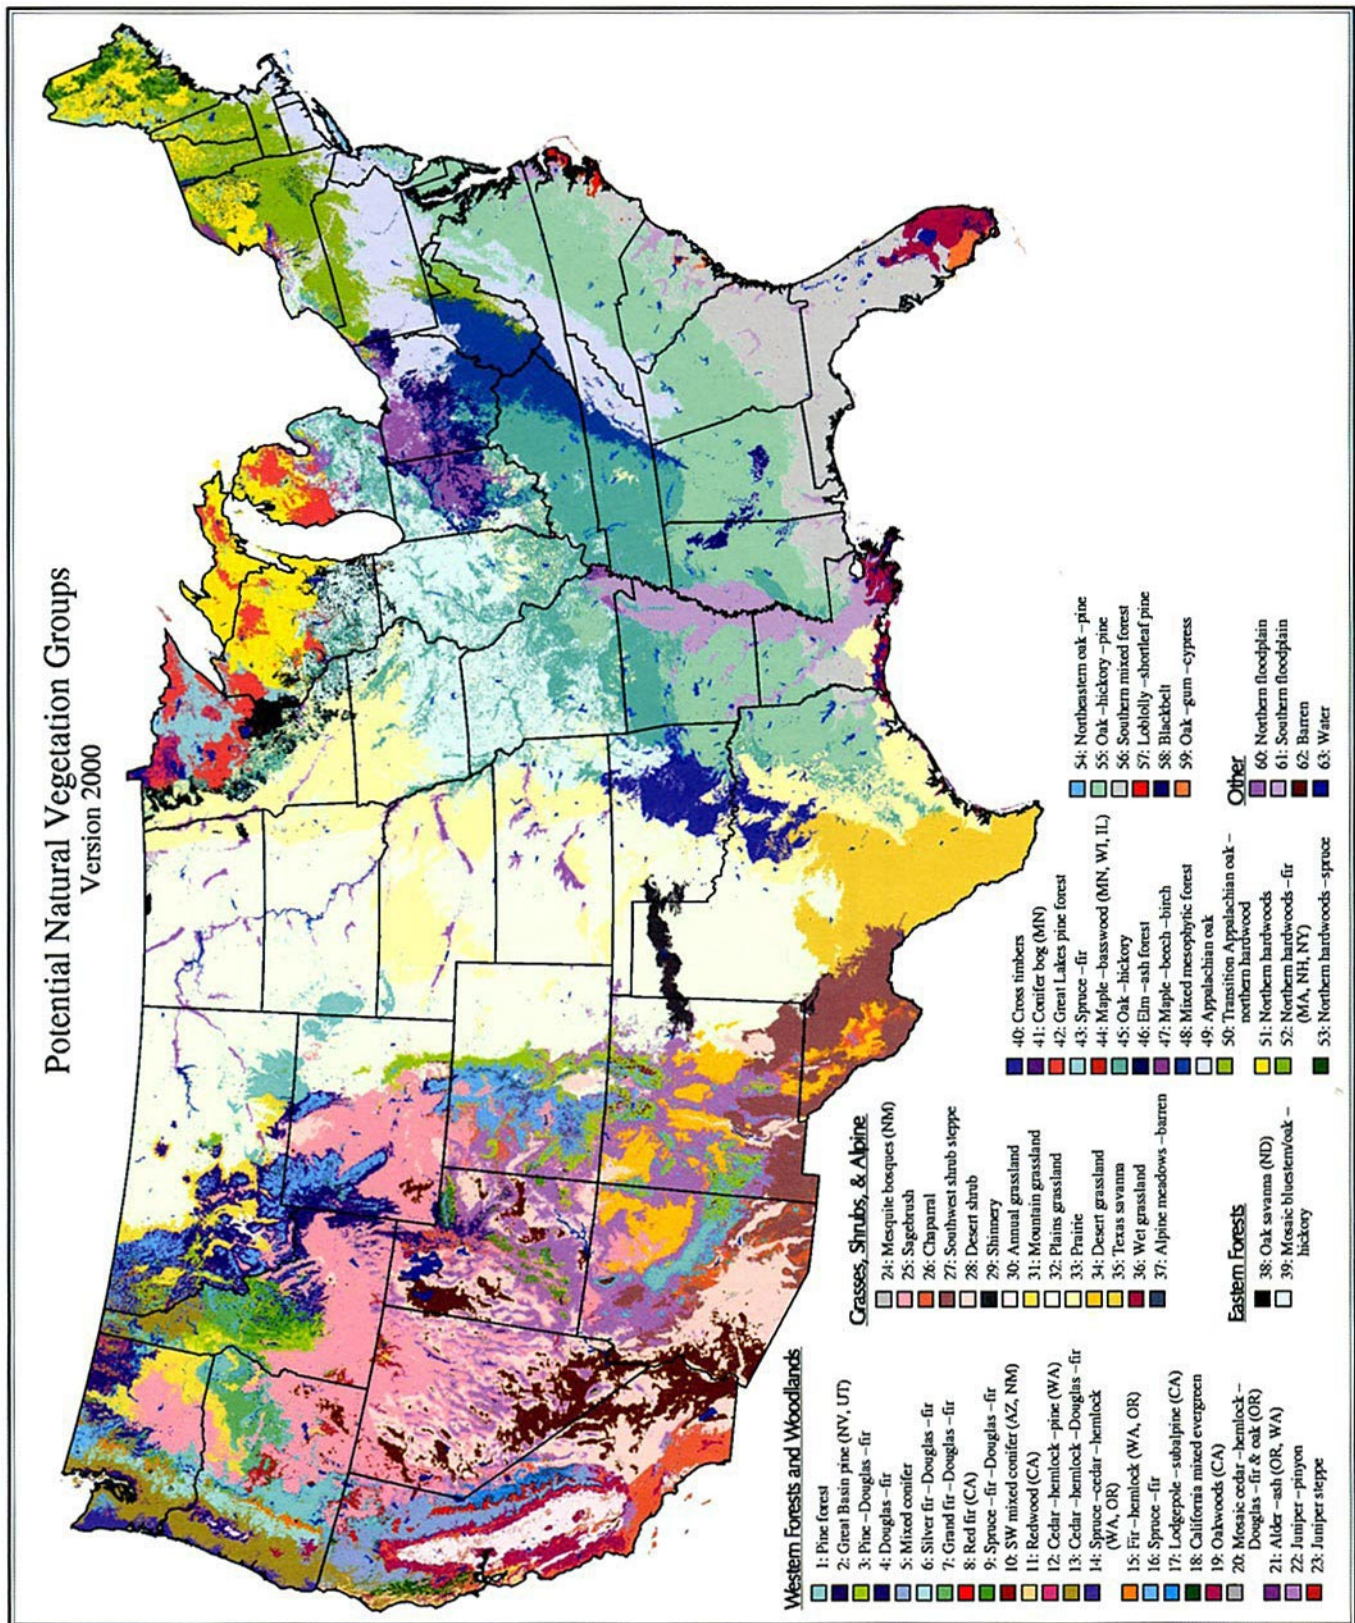 Potential Natural Vegetation Groups
Version 2000
Western Forests and Woodlands
1: Pine forest
2: Great Basin pine (NV, UT)
3: Pine–Douglas–fir
4: Douglas–fir
5: Mixed conifer
6: Silver fir–Douglas–fir
7: Grand fir–Douglas–fir
8: Red fir (CA)
9: Spruce–fir–Douglas–fir
10: SW mixed conifer (AZ, NM)
11: Redwood (CA)
12: Cedar–hemlock–pine (WA)
13: Cedar–hemlock–Douglas–fir
14: Spruce–cedar–hemlock
(WA, OR)
15: Fir–hemlock (WA, OR)
16: Spruce–fir
17: Lodgepole–subalpine (CA)
18: California mixed evergreen
19: Oakwoods (CA)
20: Mosaic cedar–hemlock–
Douglas–fir & oak (OR)
21: Alder–ash (OR, WA)
22: Juniper–pinyon
23: Juniper steppe
Grasses, Shrubs, & Alpine
24: Mesquite bosques (NM)
25: Sagebrush
26: Chaparral
27: Southwest shrub steppe
28: Desert shrub
29: Shinnery
30: Annual grassland
31: Mountain grassland
32: Plains grassland
33: Prairie
34: Desert grassland
35: Texas savanna
36: Wet grassland
37: Alpine meadows–barren
Eastern Forests
38: Oak savanna (ND)
39: Mosaic bluestem/oak–
hickory
40: Cross timbers
41: Conifer bog (MN)
42: Great Lakes pine forest
43: Spruce–fir
44: Maple–basswood (MN, WI, IL)
45: Oak–hickory
46: Elm–ash forest
47: Maple–beech–birch
48: Mixed mesophytic forest
49: Appalachian oak
50: Transition Appalachian oak–
northern hardwood
51: Northern hardwoods
52: Northern hardwoods–fir
(MA, NH, NY)
53: Northern hardwoods–spruce
54: Northeastern oak–pine
55: Oak–hickory–pine
56: Southern mixed forest
57: Loblolly–shortleaf pine
58: Blackbelt
59: Oak–gum–cypress
Other
60: Northern floodplain
61: Southern floodplain
62: Barren
63: Water